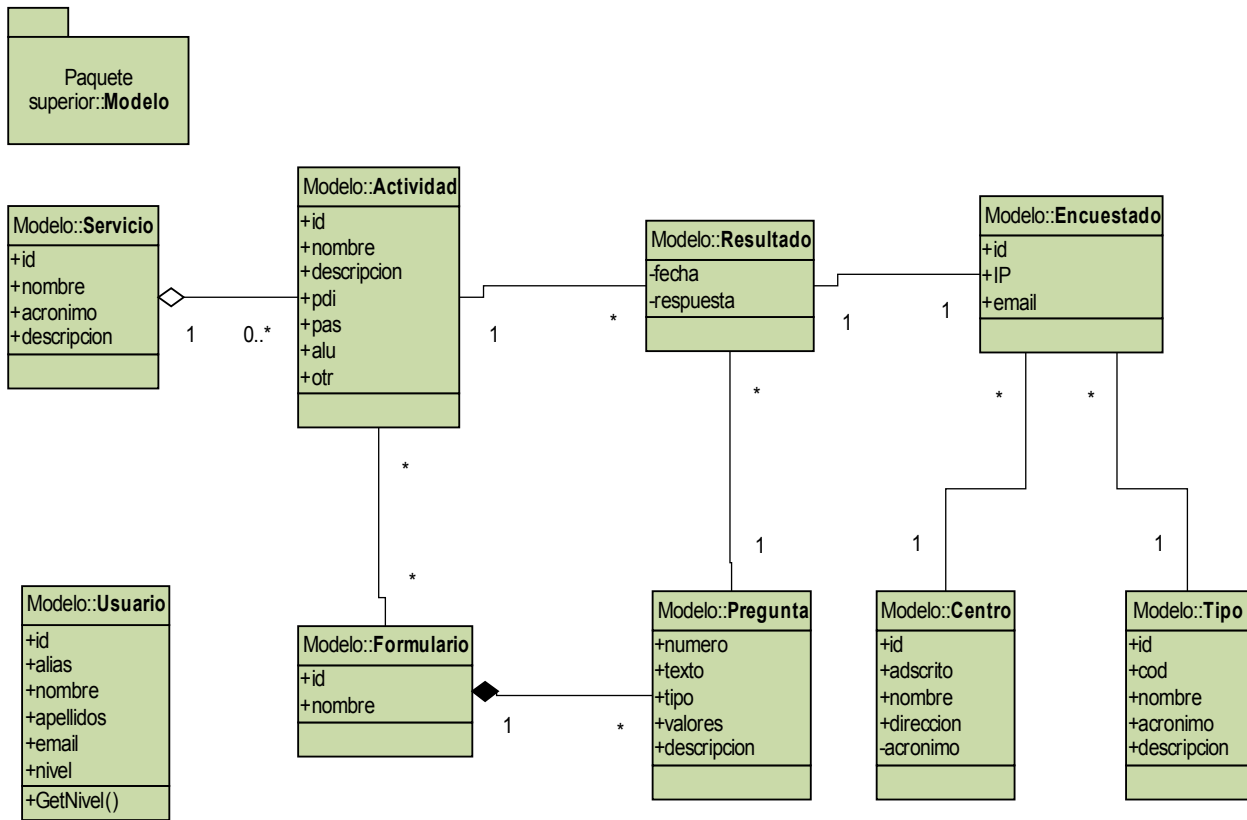 Paquete
superior::Modelo
Modelo::Servicio
+id
+nombre
+acronimo
+descripcion
1
0..*
Modelo::Actividad
+id
+nombre
+descripcion
+pdi
+pas
+alu
+otr
1
*
Modelo::Resultado
-fecha
-respuesta
1
1
Modelo::Encuestado
+id
+IP
+email
*
*
*
*
*
1
1
1
Modelo::Usuario
+id
+alias
+nombre
+apellidos
+email
+nivel
+GetNivel()
Modelo::Formulario
+id
+nombre
1
*
Modelo::Pregunta
+numero
+texto
+tipo
+valores
+descripcion
Modelo::Centro
+id
+adscrito
+nombre
+direccion
-acronimo
Modelo::Tipo
+id
+cod
+nombre
+acronimo
+descripcion